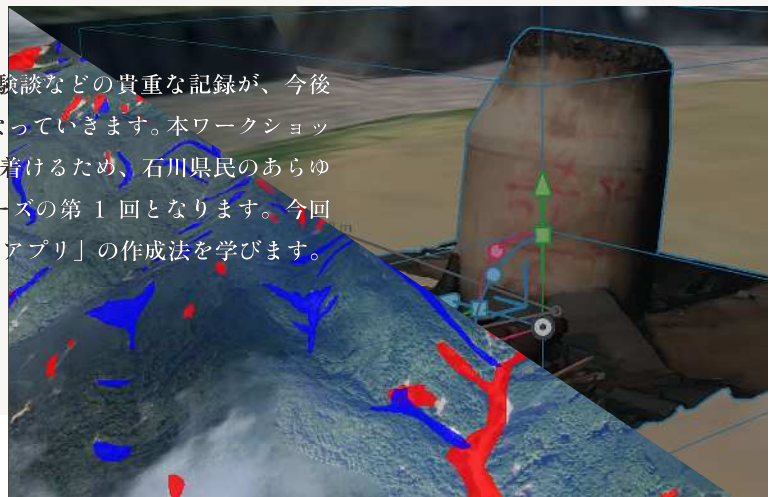 験談などの貴重な記録が、今後
なっていきます。本ワークショッ
着けるため、石川県民のあらゆ
ーズの第 1 回となります。今回
アプリ」の作成法を学びます。